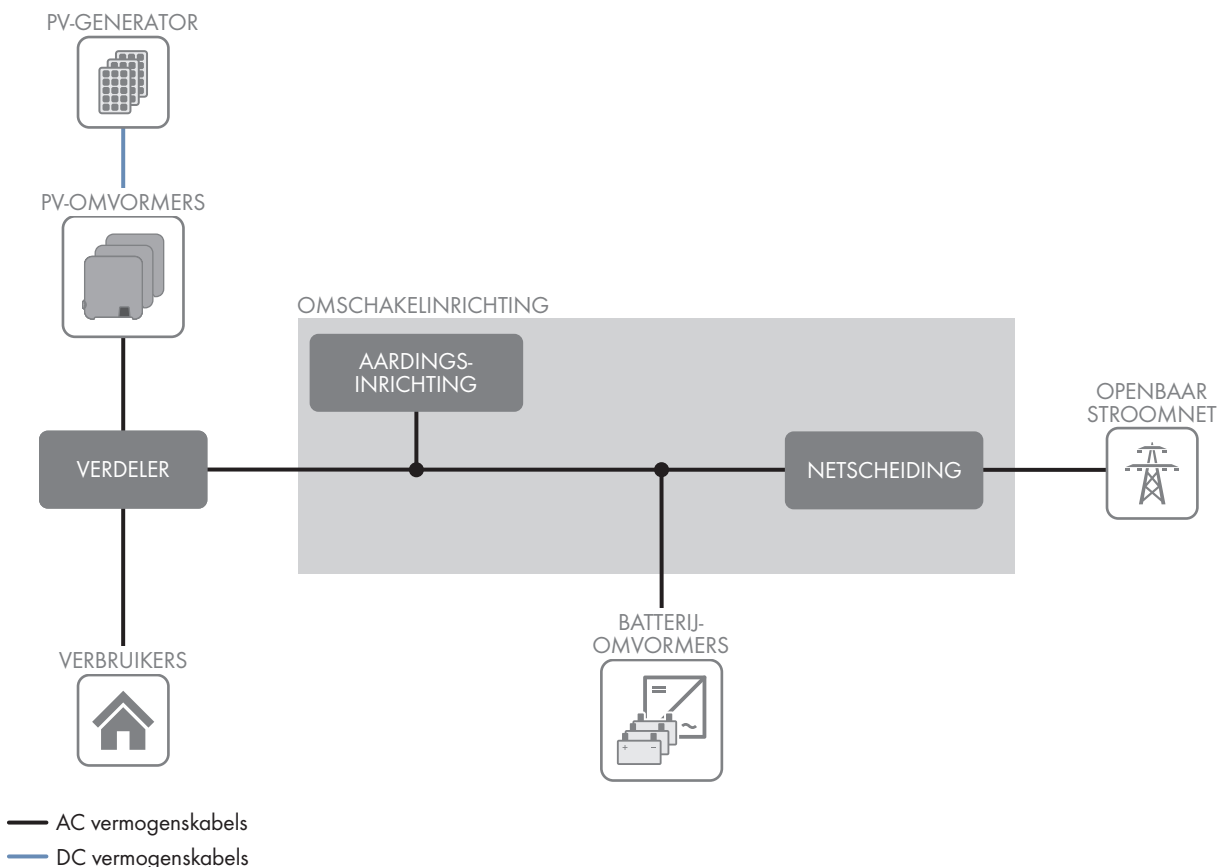 PV-GENERATOR
PV-OMVORMERS
OMSCHAKELINRICHTING
AARDINGS-
INRICHTING
OPENBAAR
STROOMNET
VERDELER
NETSCHEIDING
BATTERIJ-
OMVORMERS
VERBRUIKERS
AC vermogenskabels
DC vermogenskabels